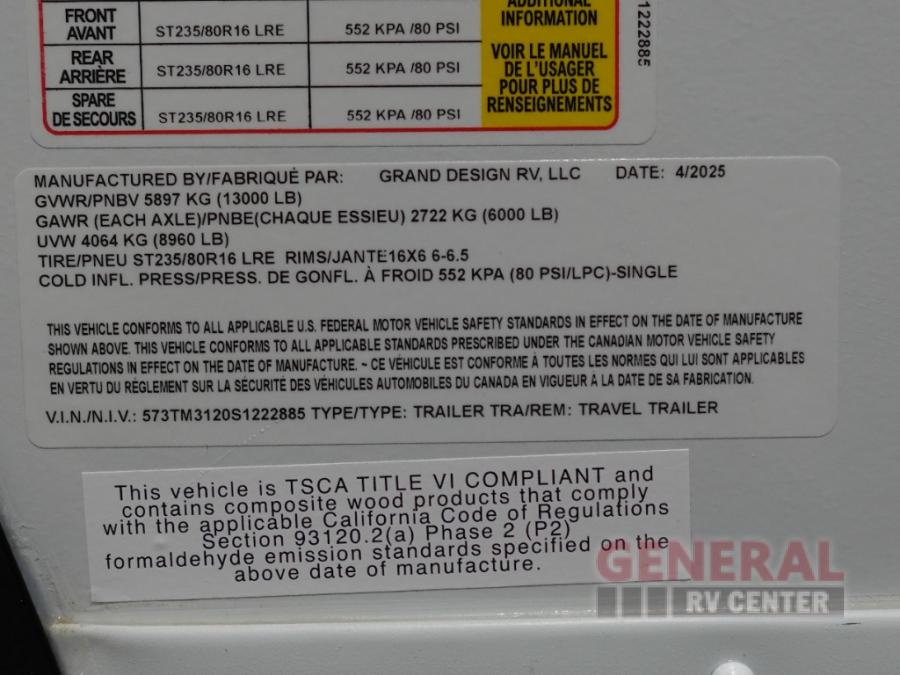 ADDITIONAL
INFORMATION
FRONT
AVANT
ST235/80R16 LRE
552 KPA /80 PSI
REAR
ARRIÈRE
ST235/80R16 LRE
552 KPA /80 PSI
SPARE
DE SECOURS
ST235/80R16 LRE
552 KPA /80 PSI
VOIR LE MANUEL
DE L'USAGER
POUR PLUS DE
RENSEIGNEMENTS
1222885
MANUFACTURED BY/FABRIQUÉ PAR: GRAND DESIGN RV, LLC DATE: 4/2025
GVWR/PNBV 5897 KG (13000 LB)
GAWR (EACH AXLE)/PNBE(CHAQUE ESSIEU) 2722 KG (6000 LB)
UVW 4064 KG (8960 LB)
TIRE/PNEU ST235/80R16 LRE RIMS/JANTE16X6 6-6.5
COLD INFL. PRESS/PRESS. DE GONFL. À FROID 552 KPA (80 PSI/LPC)-SINGLE
THIS VEHICLE CONFORMS TO ALL APPLICABLE U.S. FEDERAL MOTOR VEHICLE SAFETY STANDARDS IN EFFECT ON THE DATE OF MANUFACTURE
SHOWN ABOVE. THIS VEHICLE CONFORMS TO ALL APPLICABLE STANDARDS PRESCRIBED UNDER THE CANADIAN MOTOR VEHICLE SAFETY
REGULATIONS IN EFFECT ON THE DATE OF MANUFACTURE. ~ CE VÉHICULE EST CONFORME À TOUTES LES NORMES QUI LUI SONT APPLICABLES
EN VERTU DU RÈGLEMENT SUR LA SÉCURITÉ DES VÉHICULES AUTOMOBILES DU CANADA EN VIGUEUR À LA DATE DE SA FABRICATION.
V.I.N./N.I.V.: 573TM3120S1222885 TYPE/TYPE: TRAILER TRA/REM: TRAVEL TRAILER
This vehicle is TSCA TITLE VI COMPLIANT and
contains composite wood products that comply
with the applicable California Code of Regulations
Section 93120.2(a) Phase 2 (P2)
formaldehyde emission standards specified on the
above date of manufacture.
GENERAL
RV CENTER